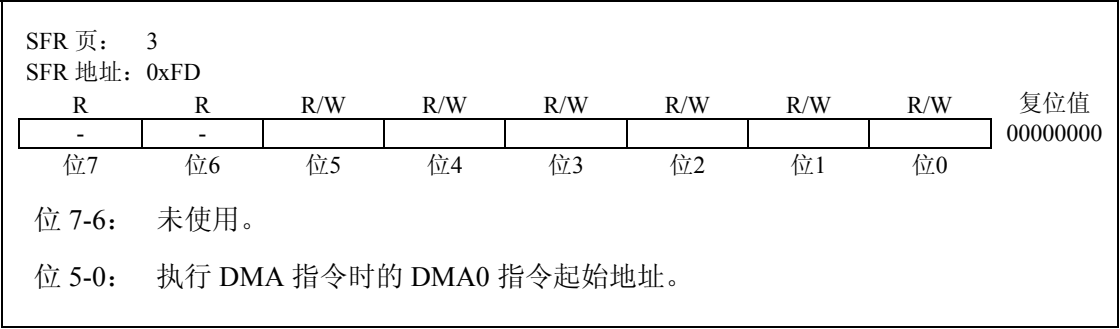 SFR 页： 3
SFR 地址：0xFD
R R R/W R/W R/W R/W R/W R/W 复位值
- - 00000000
位7 位6 位5 位4 位3 位2 位1 位0
位 7-6： 未使用。
位 5-0： 执行 DMA 指令时的 DMA0 指令起始地址。